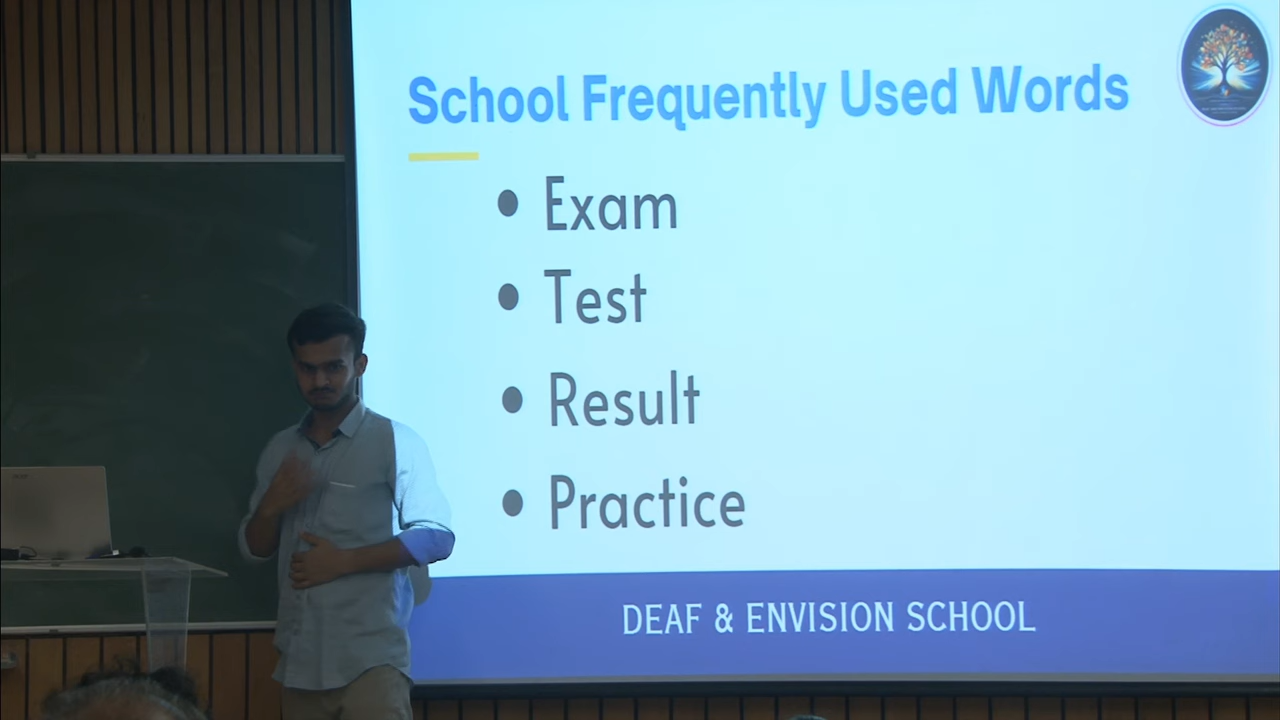 School Frequently Used Words
• Exam
• Test
• Result
• Practice
DEAF & ENVISION SCHOOL